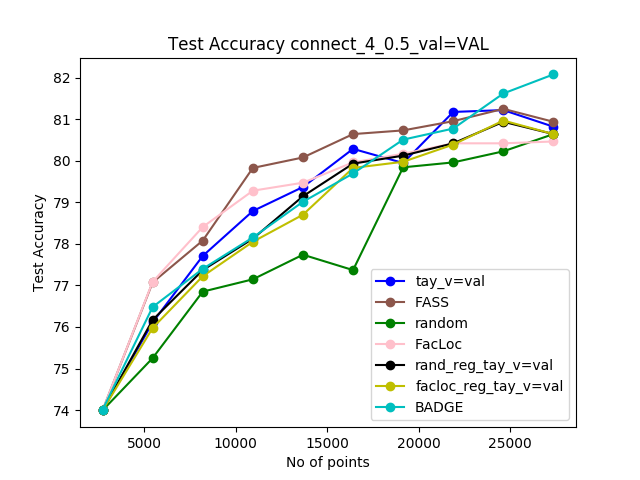 Test Accuracy connect_4_0.5_val=VAL
82
81
80
79
78
77
76
75
74
Test Accuracy
5000
10000
15000
20000
25000
No of points
tay_v=val
FASS
random
FacLoc
rand_reg_tay_v=val
facloc_reg_tay_v=val
BADGE